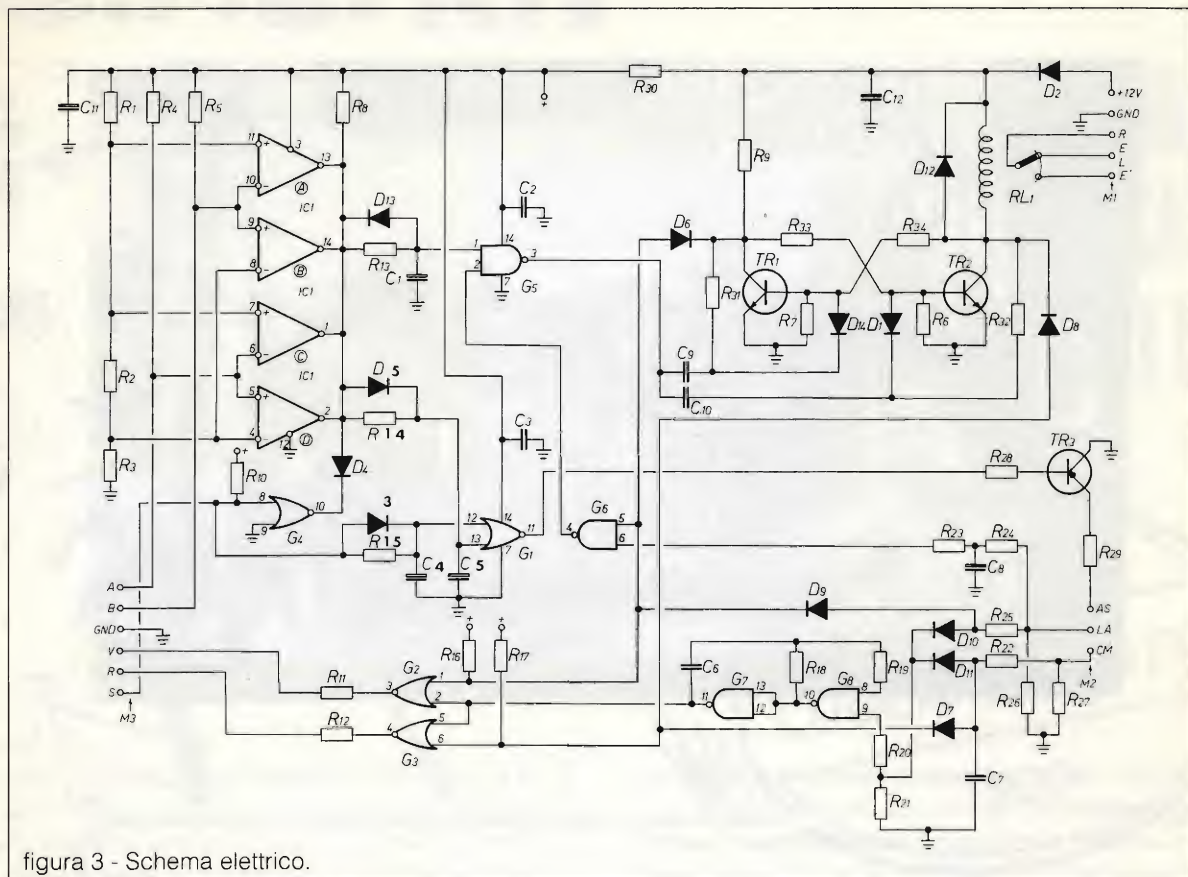 C11 R1 R4 R5 R8 + R30 C12 D2 +12V
GND
R
E
L
E'
M1
RL1
D12
R9
11 + 3 13
10 - A
IC1
9 + 14
8 - B
IC1
7 + 1
6 - C
IC1
5 + 2
4 - 12 D
D13
R13
C1
C2
1 14 3
2 7
G5
D6 R33 R34
TR1 TR2
R31 R7 D14 D1 R6 R32 D8
C9
C10
R2
R3
D 5
R 14
C3
D4
R10 +
8 10
9
G4
3
R 15
C 4 C 5
12 14 11
13 7
G1
G6
4 5
6
R28
TR3
R29
R23 R24
C8
A
B
GND
V
R
S
M3
AS
LA
CM
M2
D9
D10 R25
D11 R22
R26 R27
D7
C7
+ +
R16 R17
R11 G2
3 1
2
R12 G3
4 5
6
C6 R18 R19
G7 G8
11 13
12
10 8
9
R20
R21
figura 3 - Schema elettrico.